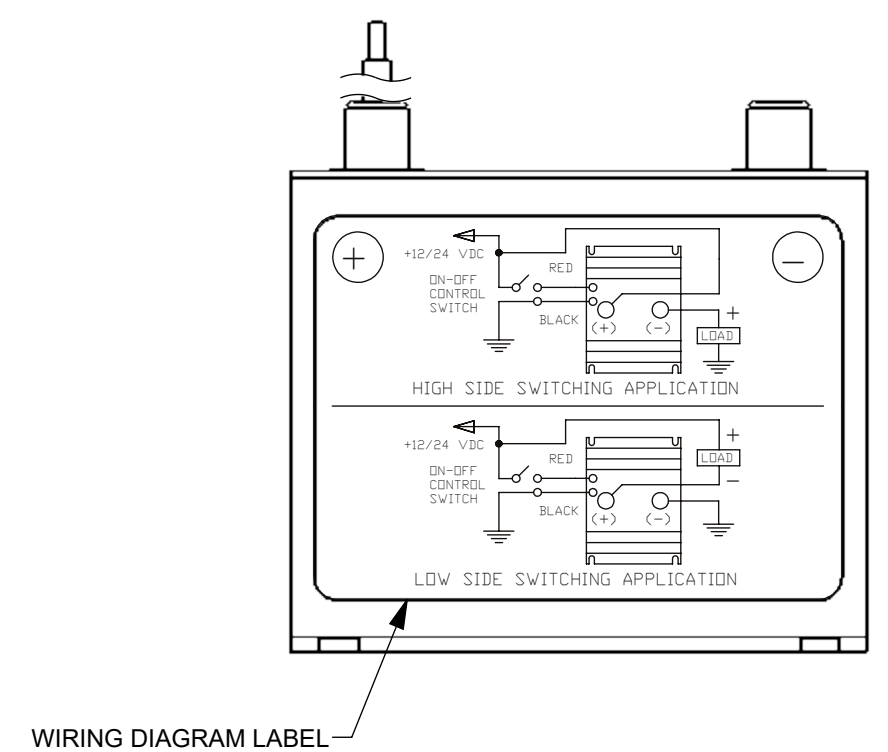 +
−
+12/24 VDC
RED
ON-OFF
CONTROL
SWITCH
BLACK
(+) (−)
+
LOAD
HIGH SIDE SWITCHING APPLICATION
+12/24 VDC
RED
ON-OFF
CONTROL
SWITCH
BLACK
(+) (−)
+
LOAD
−
LOW SIDE SWITCHING APPLICATION
WIRING DIAGRAM LABEL